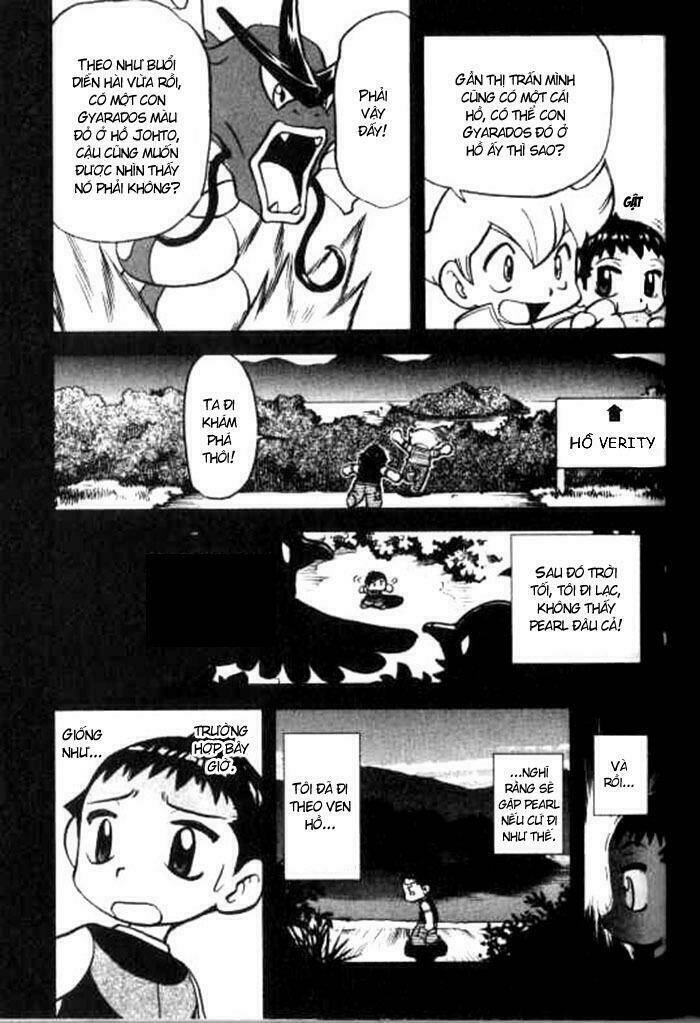 GẦN THỊ TRẤN MÌNH
CŨNG CÓ MỘT CÁI
HỒ, CÓ THỂ CON
GYARADOS ĐÓ Ở
HỒ ẤY THÌ SAO?
GẬT
PHẢI
VẬY
ĐẤY!
THEO NHƯ BUỔI
DIỄN HÀI VỪA RỒI,
CÓ MỘT CON
GYARADOS MÀU
ĐỎ Ở HỒ JOHTO,
CẬU CŨNG MUỐN
ĐƯỢC NHÌN THẤY
NÓ PHẢI KHÔNG?
HỒ VERITY
TA ĐI
KHÁM
PHÁ
THÔI!
SAU ĐÓ TRỜI
TỐI, TÔI ĐI LẠC,
KHÔNG THẤY
PEARL ĐÂU CẢ!
VÀ
RỒI...
...NGHĨ
RẰNG SẼ
GẶP PEARL
NẾU CỨ ĐI
NHƯ THẾ.
TÔI ĐÃ ĐI
THEO VEN
HỒ...
TRƯỜNG
HỢP BÂY
GIỜ.
GIỐNG
NHƯ...